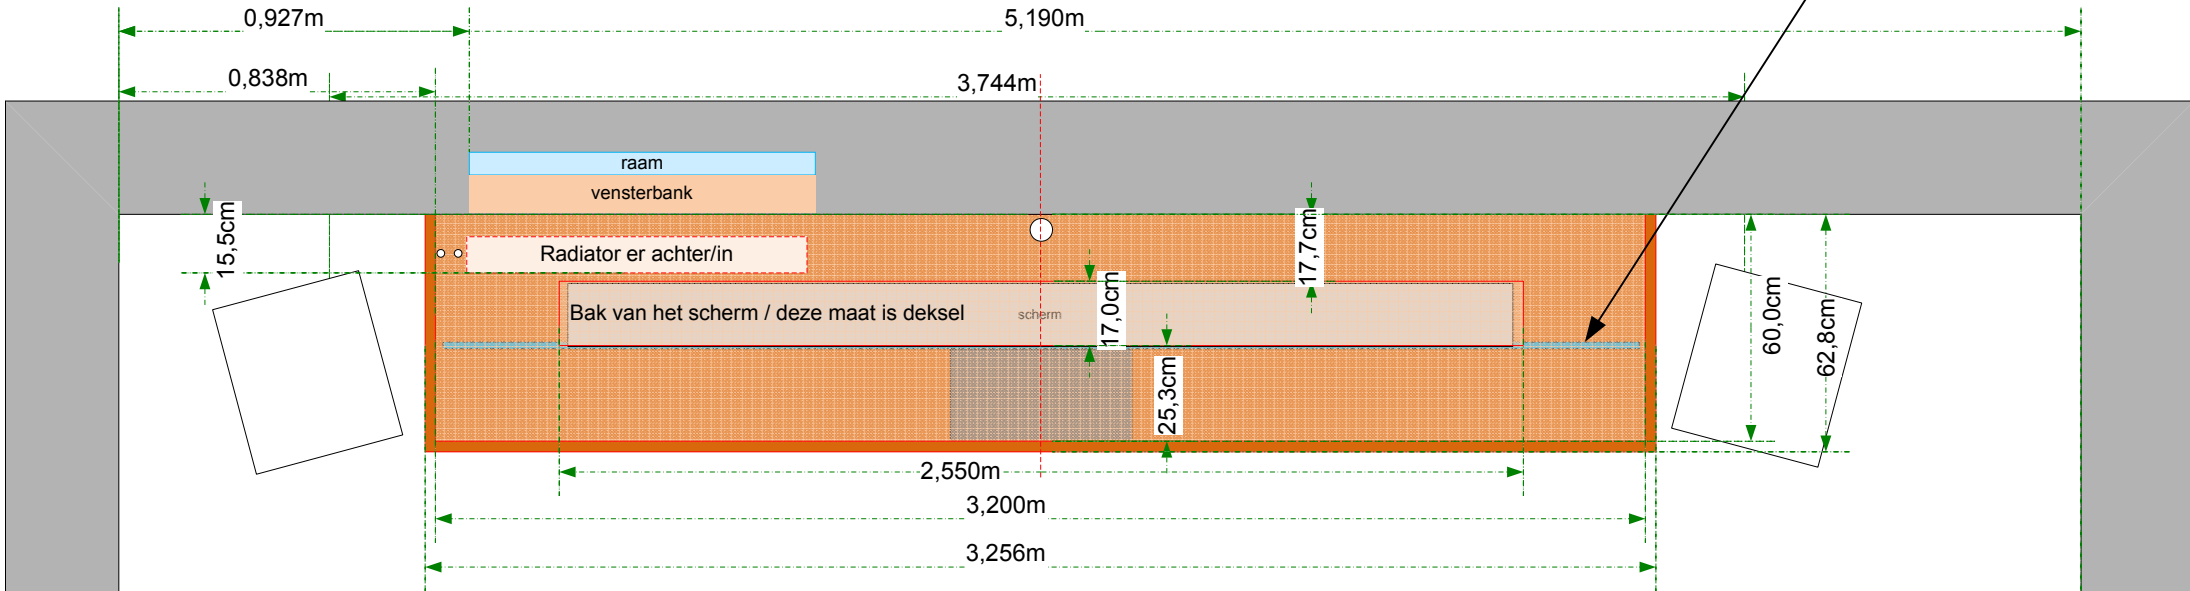 0,927m
5,190m
0,838m
3,744m
raam
vensterbank
15,5cm
Radiator er achter/in
17,7cm
Bak van het scherm / deze maat is deksel
scherm
17,0cm
60,0cm
62,8cm
25,3cm
2,550m
3,200m
3,256m